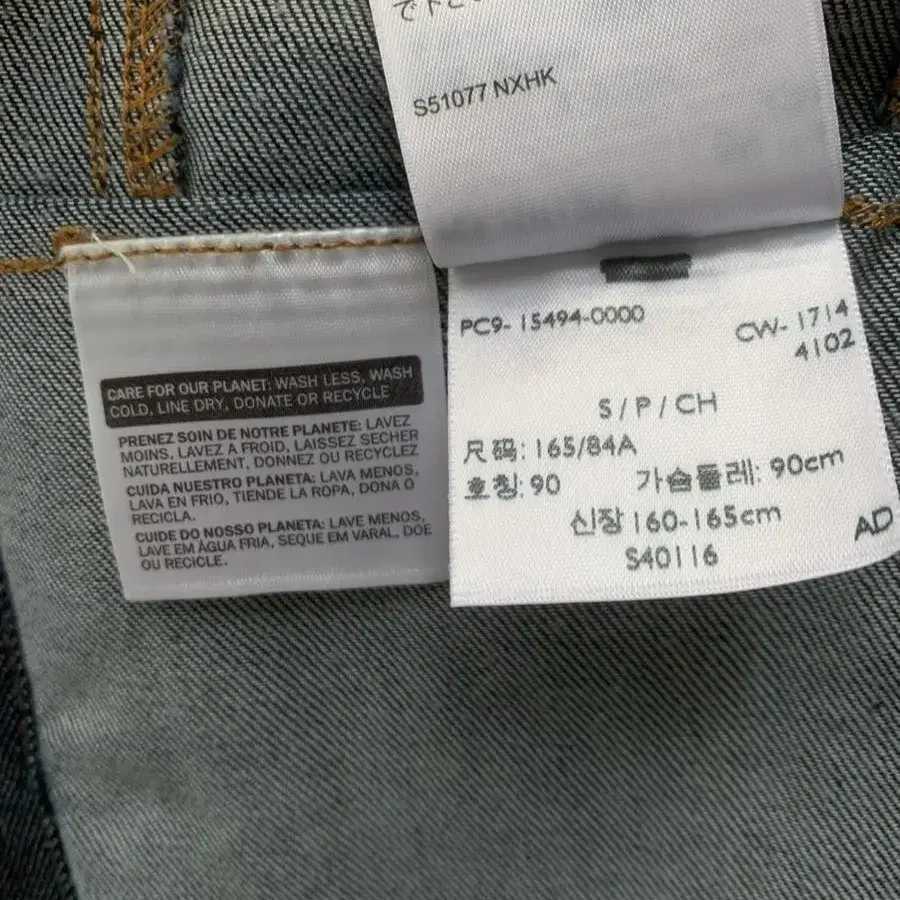 S51077 NXHK
CARE FOR OUR PLANET: WASH LESS, WASH
COLD, LINE DRY, DONATE OR RECYCLE
PRENEZ SOIN DE NOTRE PLANETE: LAVEZ
MOINS, LAVEZ A FROID, LAISSEZ SECHER
NATURELLEMENT, DONNEZ OU RECYCLEZ
CUIDA NUESTRO PLANETA: LAVA MENOS,
LAVA EN FRIO, TIENDE LA ROPA, DONA O
RECICLA.
CUIDE DO NOSSO PLANETA: LAVE MENOS,
LAVE EM ÁGUA FRIA, SEQUE EM VARAL, DOE
OU RECICLE.
PC9-15494-0000
CW-1714
4102
S/P/CH
尺码: 165/84A
호칭: 90 가슴둘레: 90cm
신장 160-165cm
S40116
AD